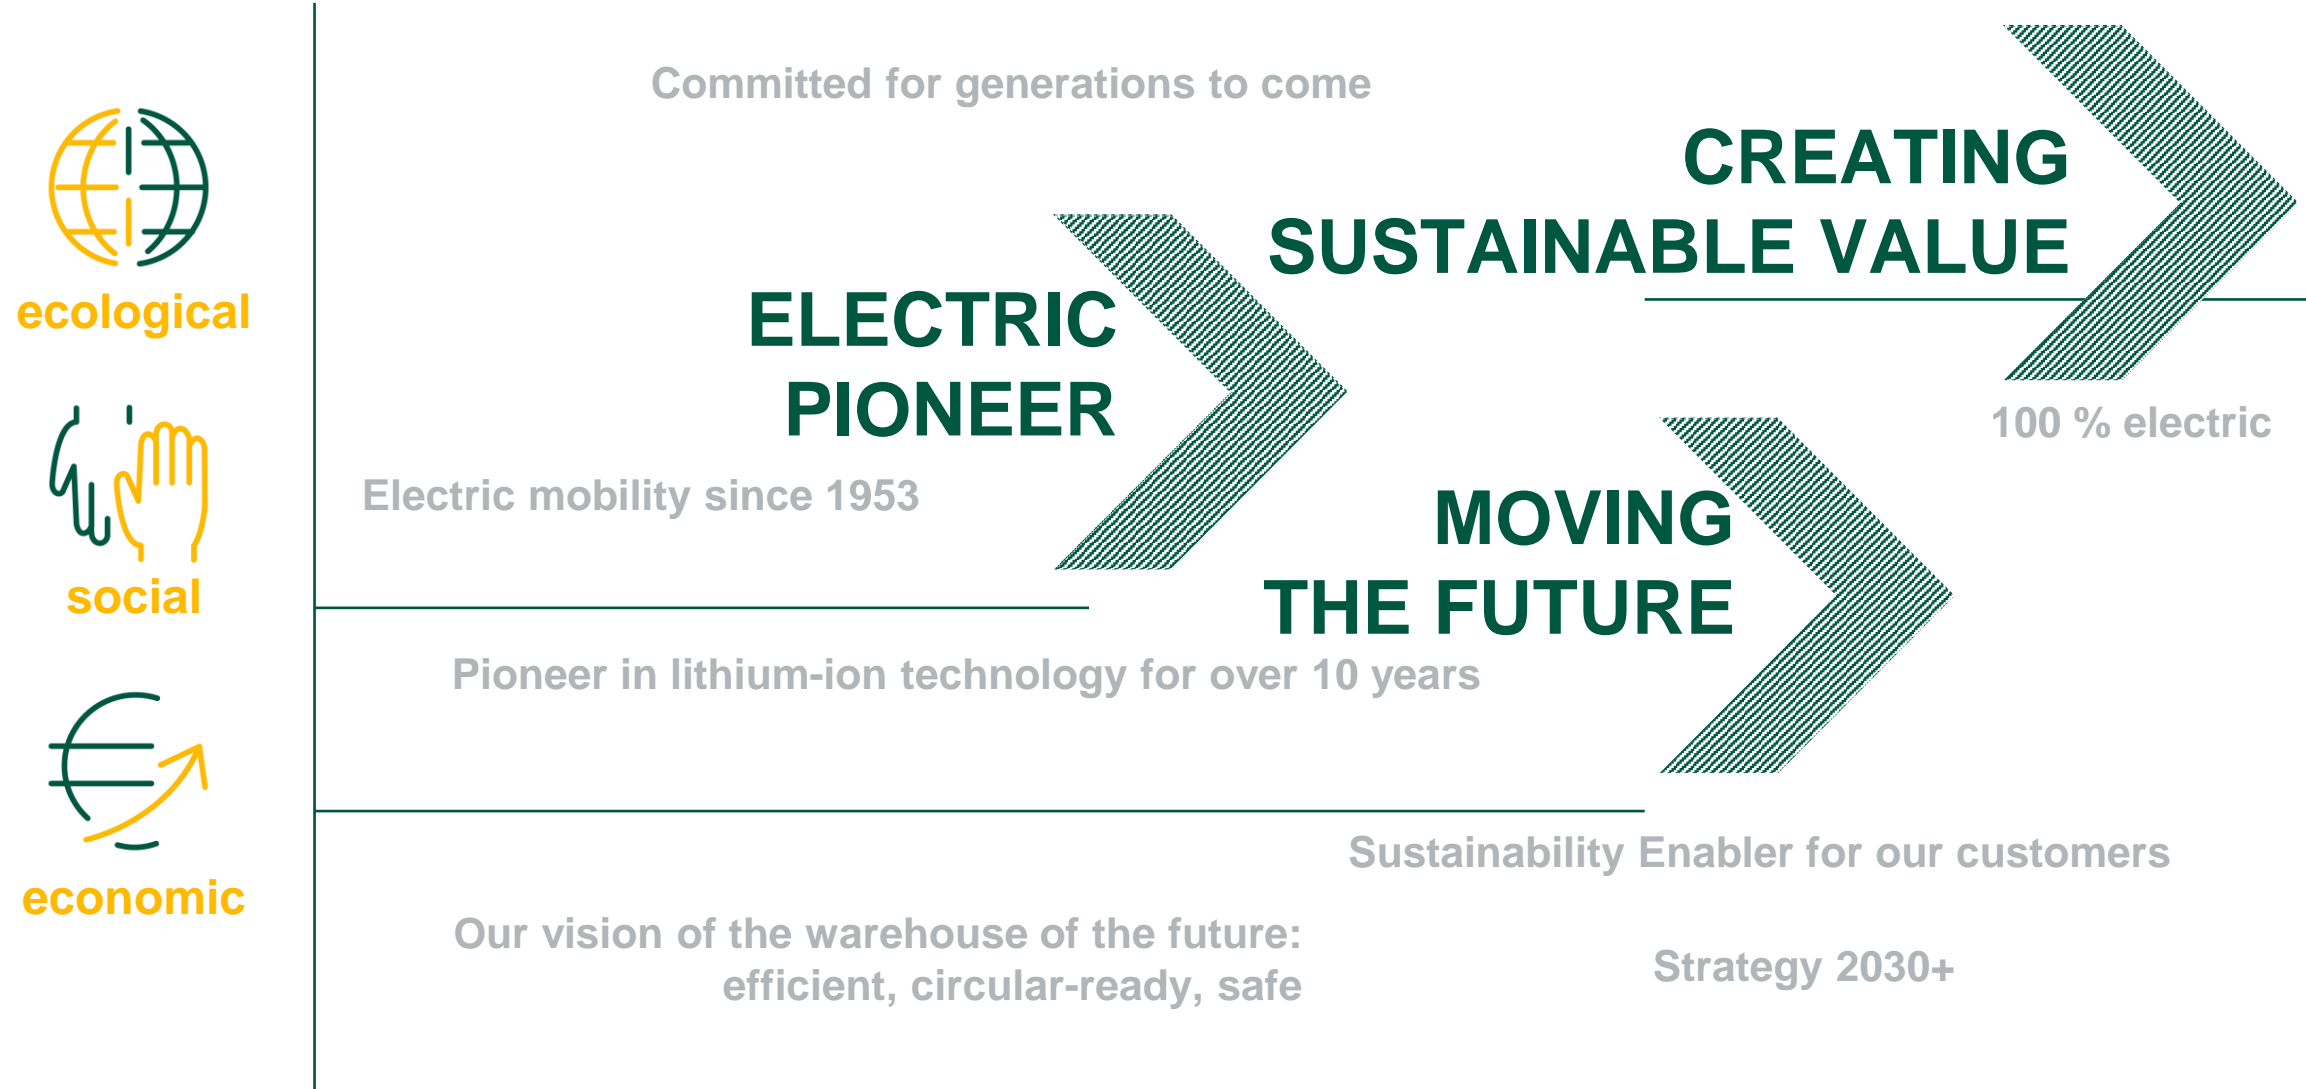 ecological
social
economic
Committed for generations to come
CREATING
SUSTAINABLE VALUE
ELECTRIC
PIONEER
100 % electric
Electric mobility since 1953
MOVING
THE FUTURE
Pioneer in lithium-ion technology for over 10 years
Sustainability Enabler for our customers
Our vision of the warehouse of the future:
efficient, circular-ready, safe
Strategy 2030+